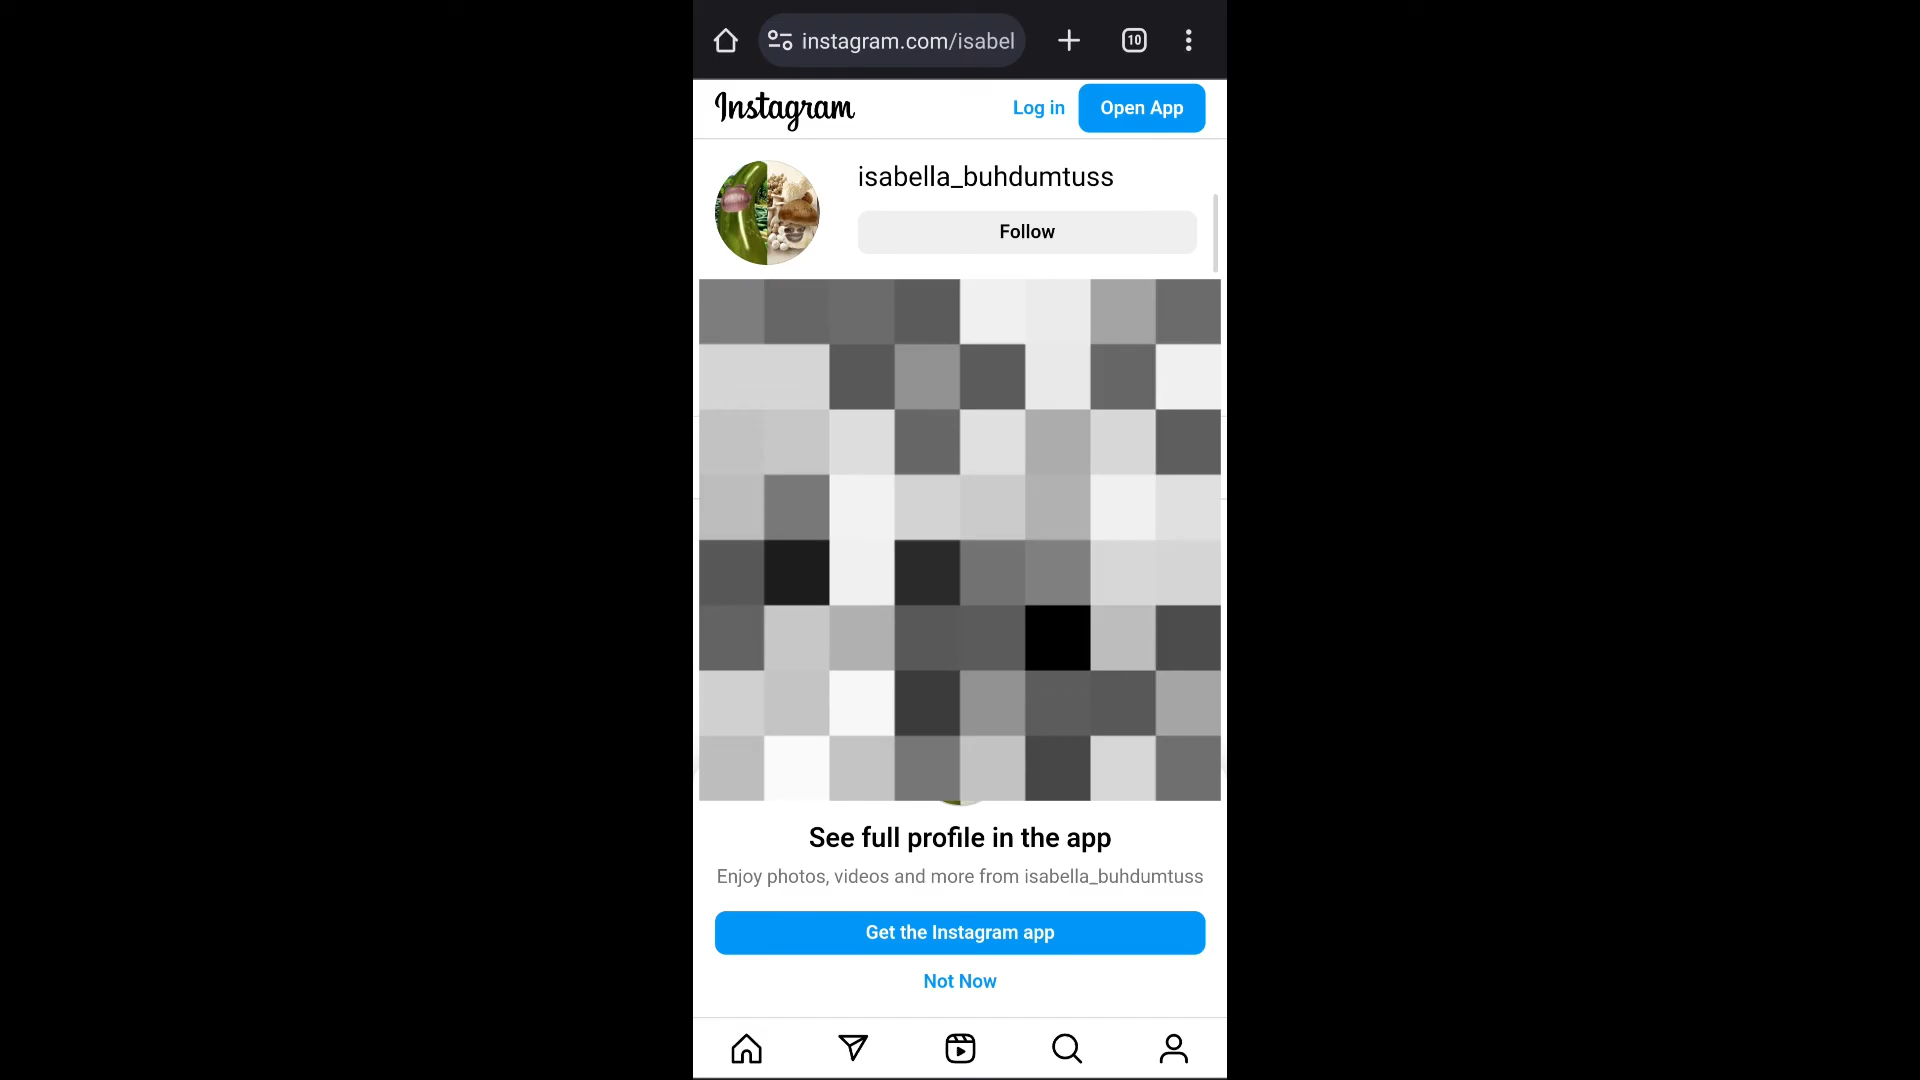 instagram.com/isabel
10
Instagram
Log in
Open App
isabella_buhdumtuss
Follow
See full profile in the app
Enjoy photos, videos and more from isabella_buhdumtuss
Get the Instagram app
Not Now